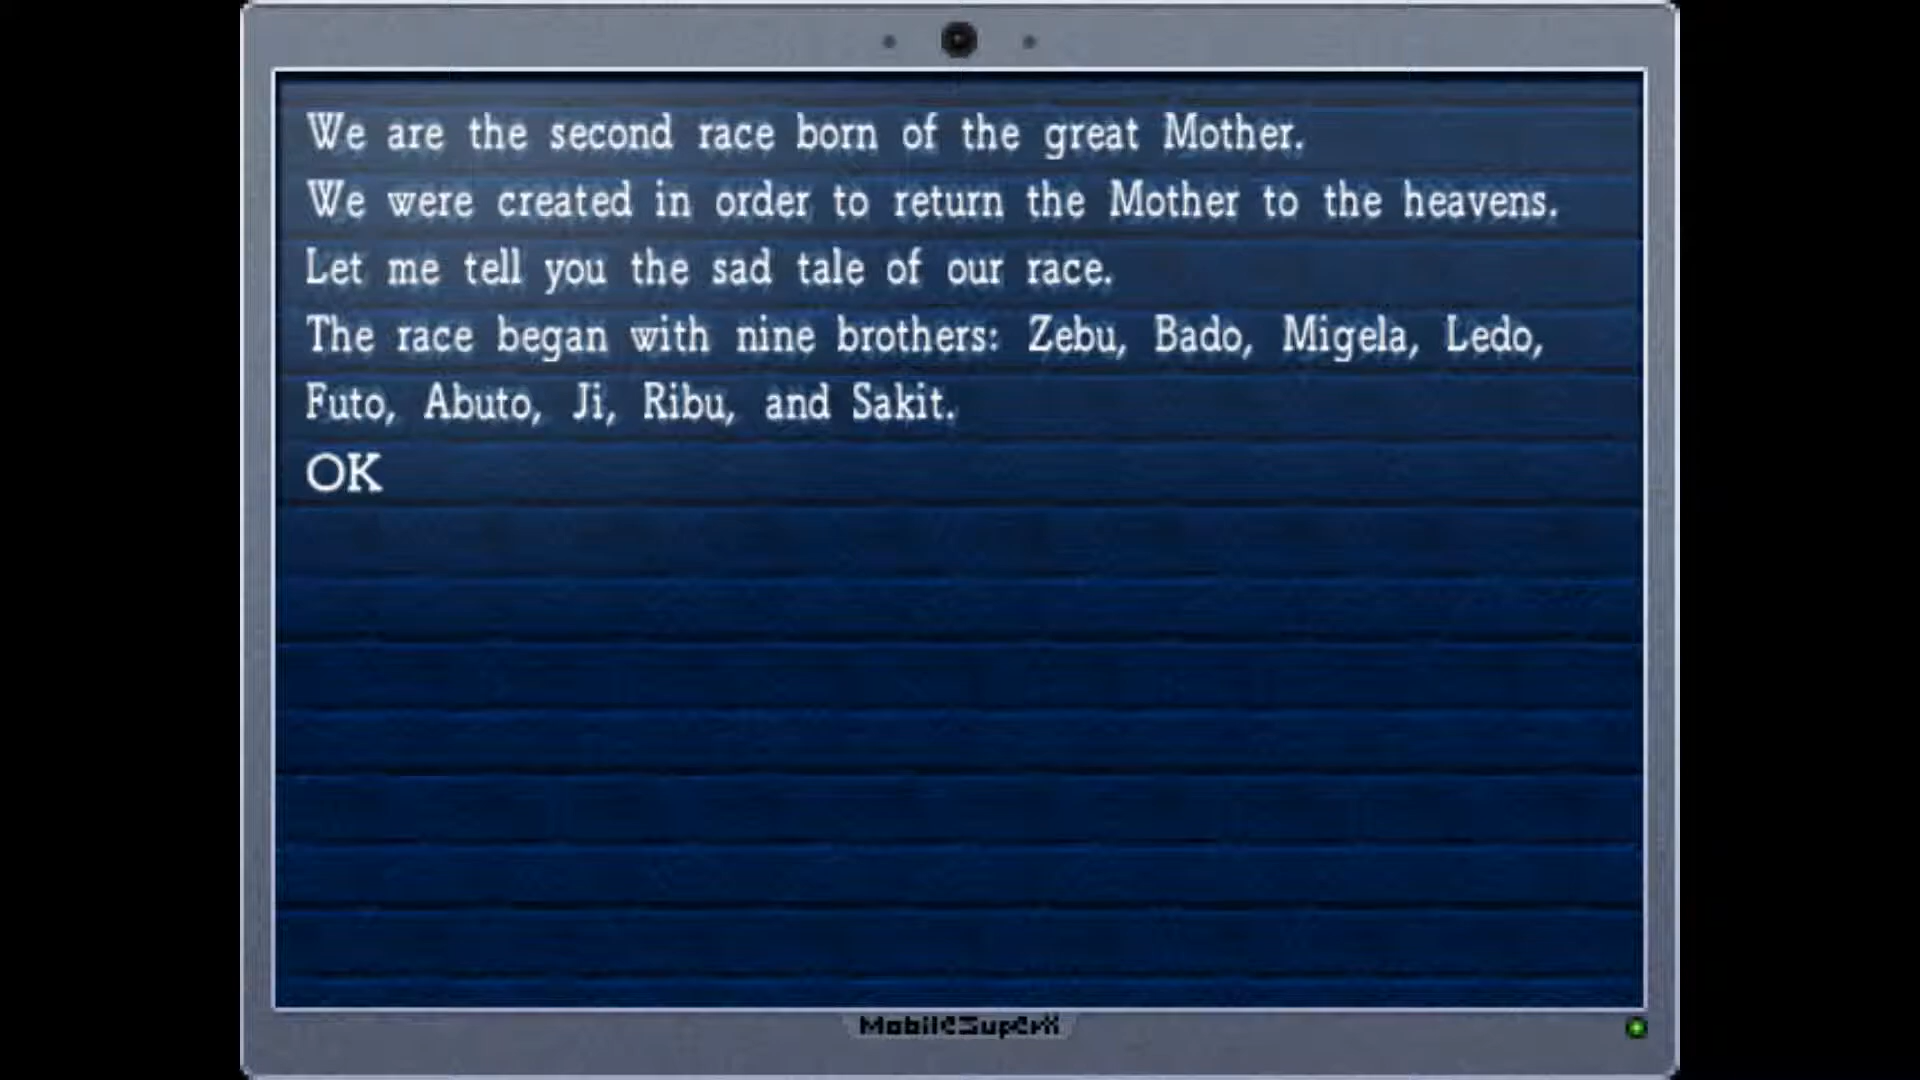 We are the second race born of the great Mother.
We were created in order to return the Mother to the heavens.
Let me tell you the sad tale of our race.
The race began with nine brothers: Zebu, Bado, Migela, Ledo,
Futo, Abuto, Ji, Ribu, and Sakit.
OK
MobileSuperX